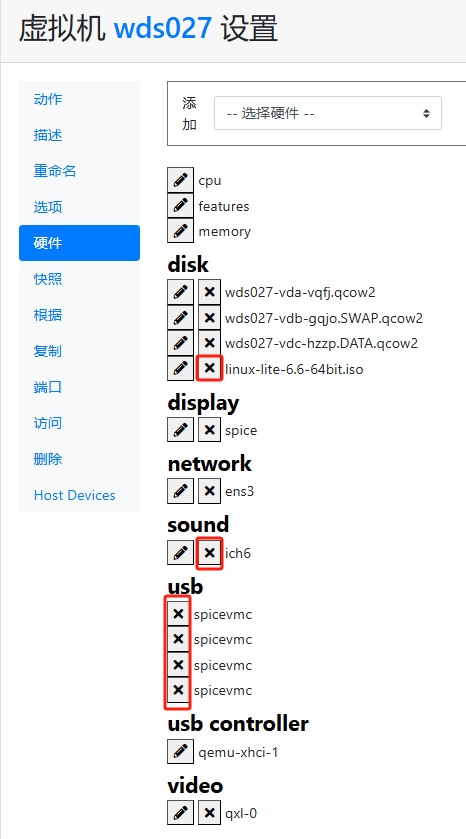 虚拟机 wds027 设置
动作
描述
重命名
选项
硬件
快照
根据
复制
端口
访问
删除
Host Devices
添
加
-- 选择硬件 --
cpu
features
memory
disk
wds027-vda-vqfj.qcow2
wds027-vdb-gqjo.SWAP.qcow2
wds027-vdc-hzzp.DATA.qcow2
linux-lite-6.6-64bit.iso
display
spice
network
ens3
sound
ich6
usb
spicevmc
spicevmc
spicevmc
spicevmc
usb controller
qemu-xhci-1
video
qxl-0